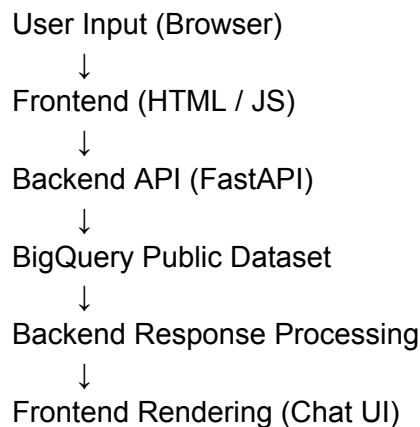 User Input (Browser)
↓
Frontend (HTML / JS)
↓
Backend API (FastAPI)
↓
BigQuery Public Dataset
↓
Backend Response Processing
↓
Frontend Rendering (Chat UI)